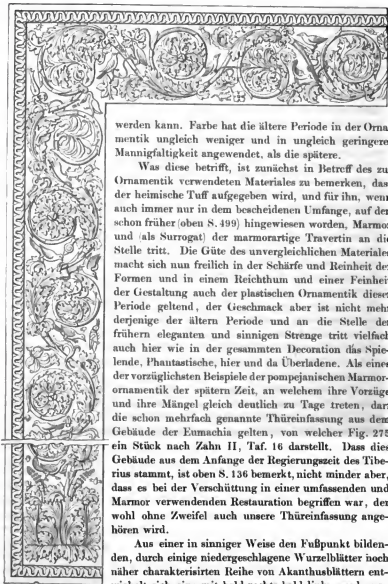 werden kann. Farbe hat die ältere Periode in der Orna
mentik ungleich weniger und in ungleich geringere
Mannigfaltigkeit angewendet, als die spätere.
Was diese betrifft, ist zunächst in Betreff des zu
Ornamentik verwendeten Materiales zu bemerken, das
der heimische Tuff aufgegeben wird, und für ihn, wenn
auch immer nur in dem bescheidenen Umfange, auf den
schon früher (oben S. 499) hingewiesen worden, Marmo
und (als Surrogat) der marmorartige Travertin an die
Stelle tritt. Die Güte des unvergleichlichen Materiales
macht sich nun freilich in der Schärfe und Reinheit der
Formen und in einem Reichthum und einer Feinheit
der Gestaltung auch der plastischen Ornamentik dieser
Periode geltend, der Geschmack aber ist nicht mehr
derjenige der ältern Periode und an die Stelle der
frühern eleganten und sinnigen Strenge tritt vielfach
auch hier wie in der gesammten Decoration das Spie-
lende, Phantastische, hier und da Überladene. Als eines
der vorzüglichsten Beispiele der pompejanischen Marmor-
ornamentik der spätern Zeit, an welchem ihre Vorzüge
und ihre Mängel gleich deutlich zu Tage treten, darf
die schon mehrfach genannte Thüreinfassung aus dem
Gebäude der Eumachia gelten, von welcher Fig. 275
ein Stück nach Zahn II, Taf. 16 darstellt. Dass dies
Gebäude aus dem Anfange der Regierungszeit des Tibe-
rius stammt, ist oben S. 136 bemerkt, nicht minder aber,
dass es bei der Verschüttung in einer umfassenden und
Marmor verwendenden Restauration begriffen war, der
wohl ohne Zweifel auch unsere Thüreinfassung ange-
hören wird.
Aus einer in sinniger Weise den Fußpunkt bilden-
den, durch einige niedergeschlagene Wurzelblätter noch
näher charakterisirten Reihe von Akanthusblättern ent-